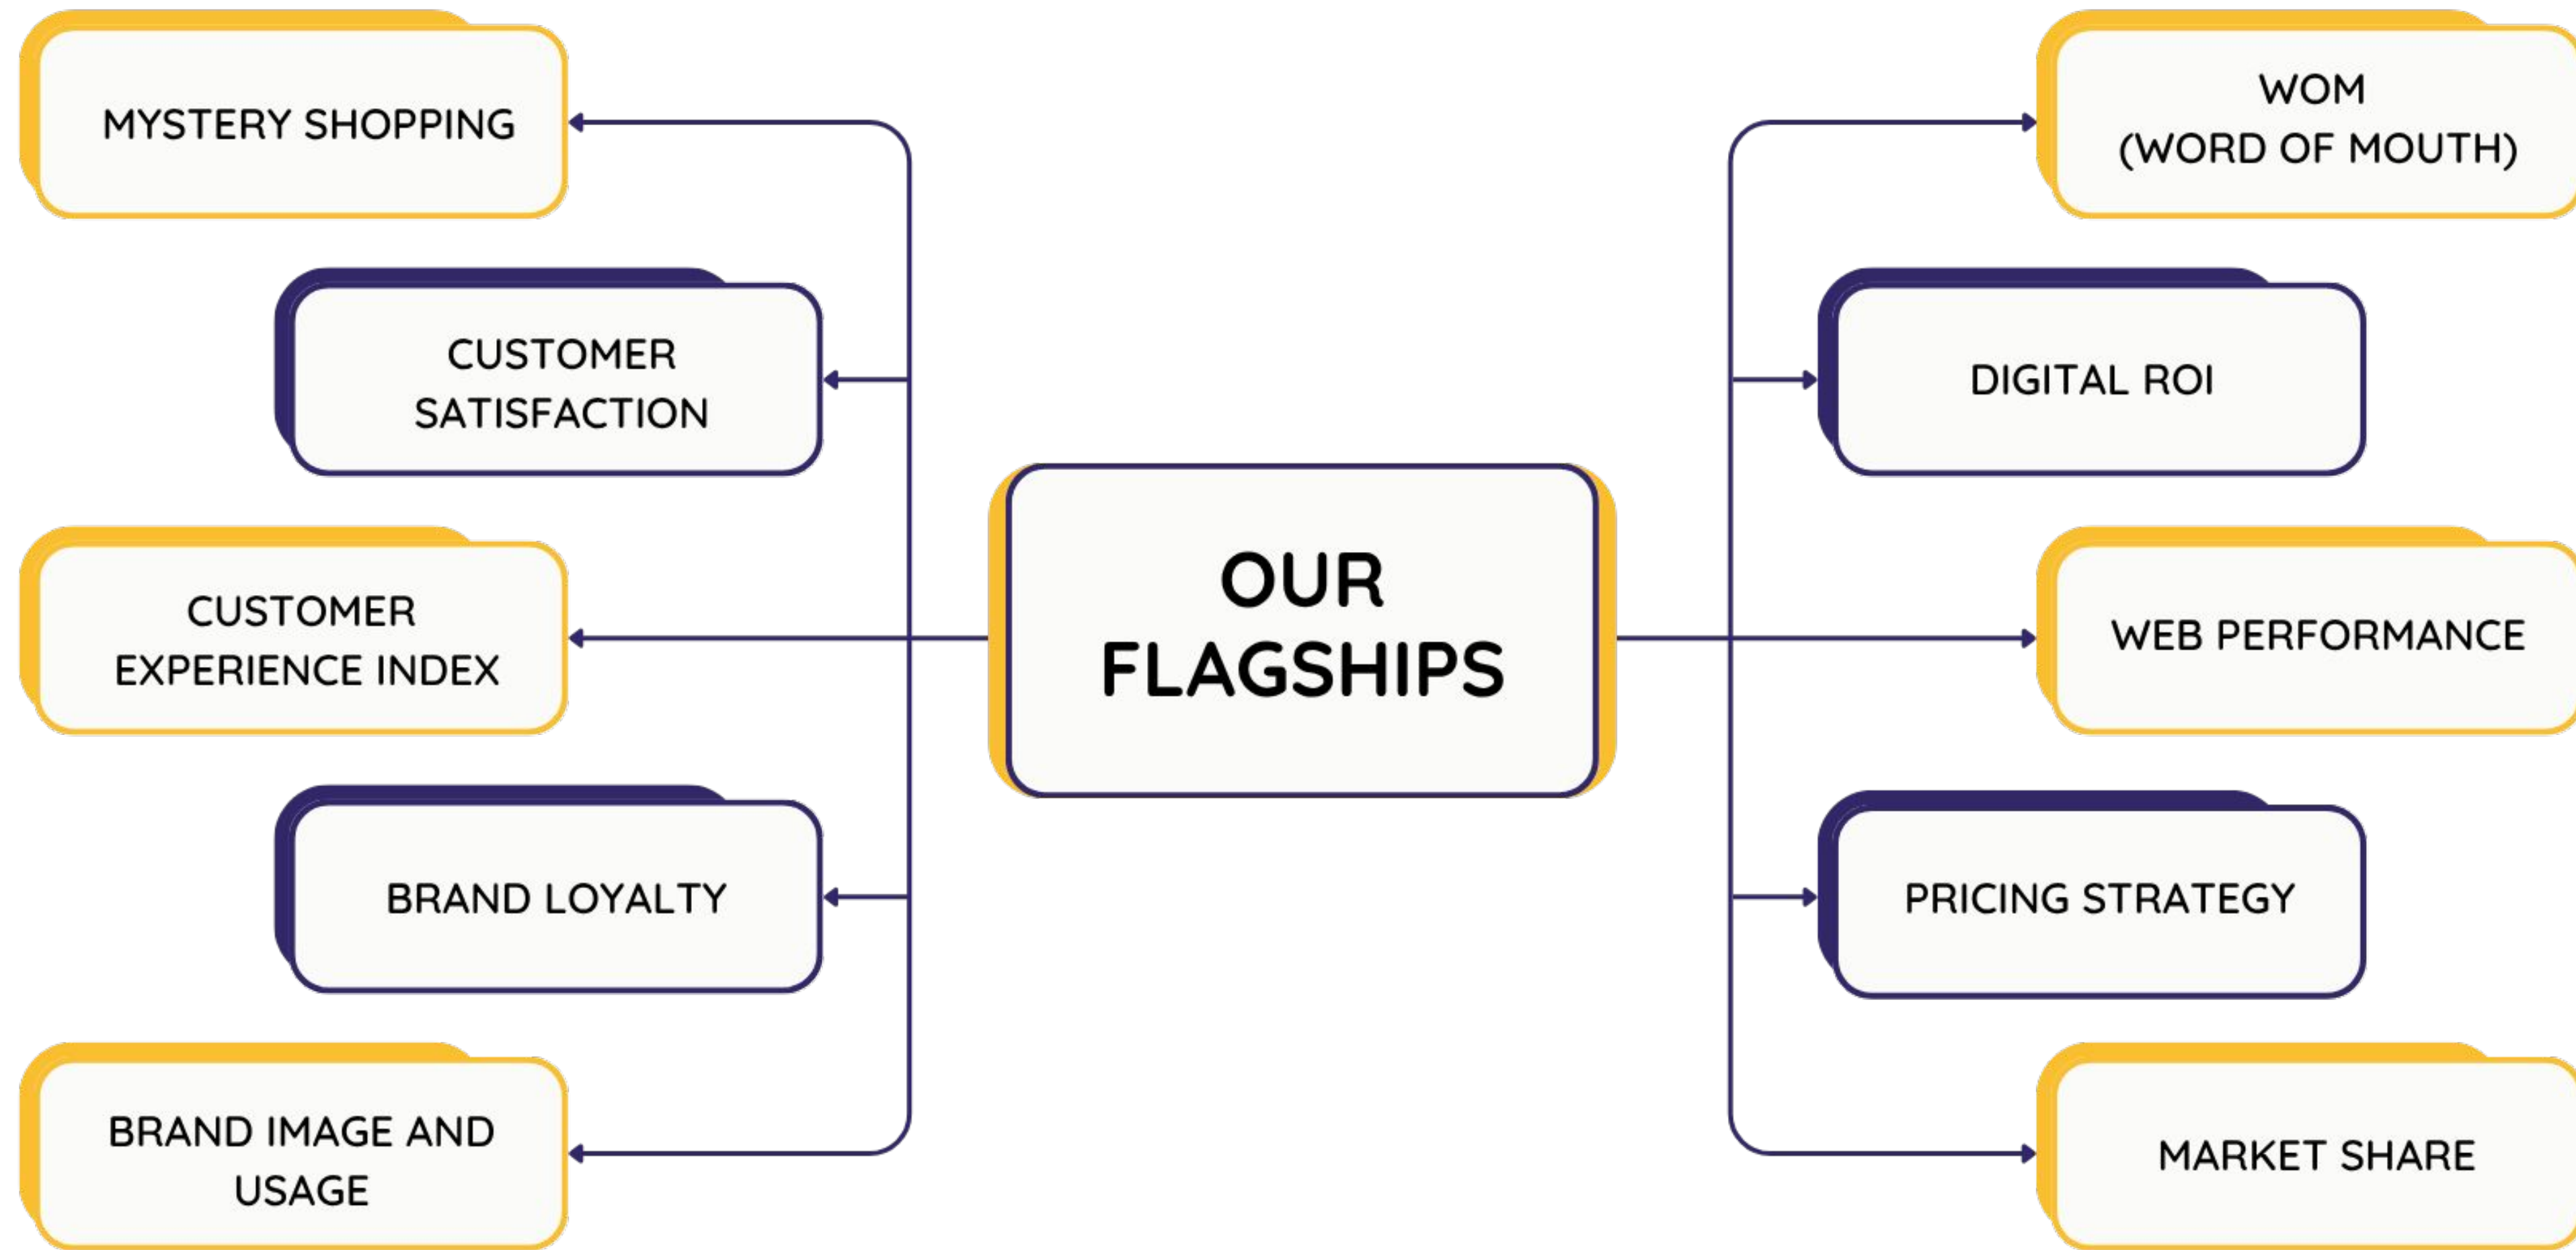 MYSTERY SHOPPING
CUSTOMER
SATISFACTION
CUSTOMER
EXPERIENCE INDEX
BRAND LOYALTY
BRAND IMAGE AND
USAGE
OUR
FLAGSHIPS
WOM
(WORD OF MOUTH)
DIGITAL ROI
WEB PERFORMANCE
PRICING STRATEGY
MARKET SHARE